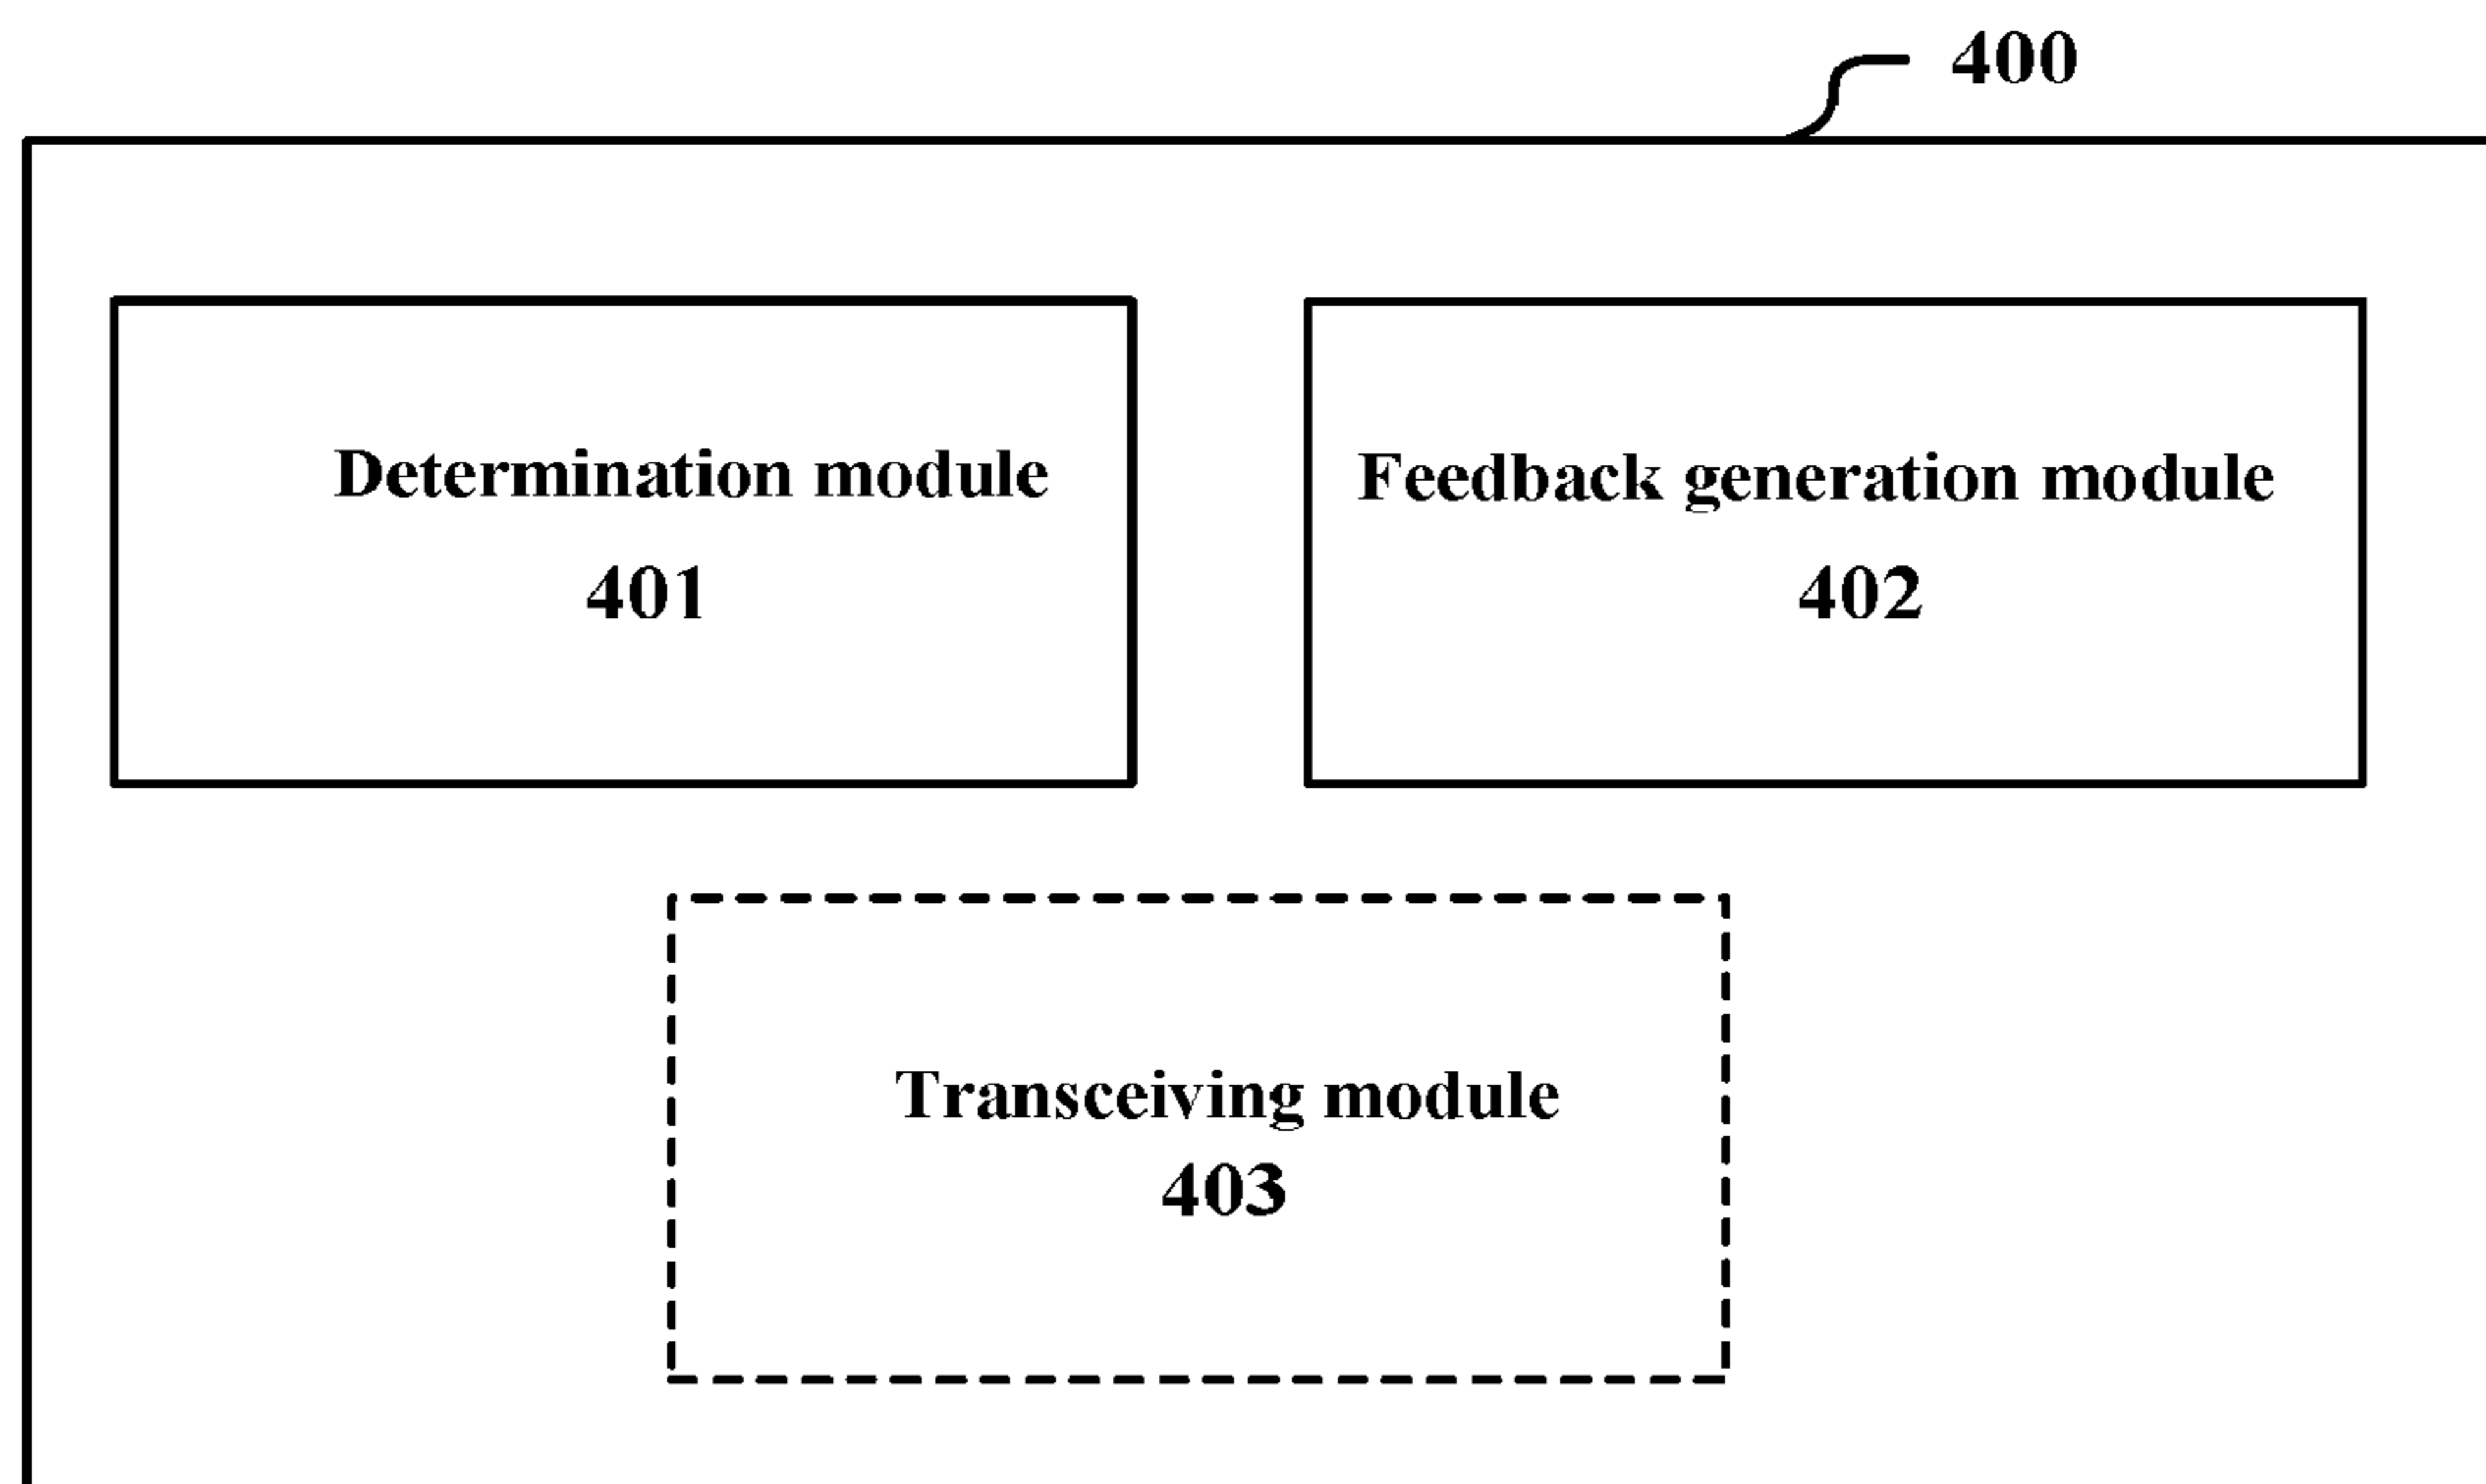 400
Determination module
401
Feedback generation module
402
Transceiving module
403